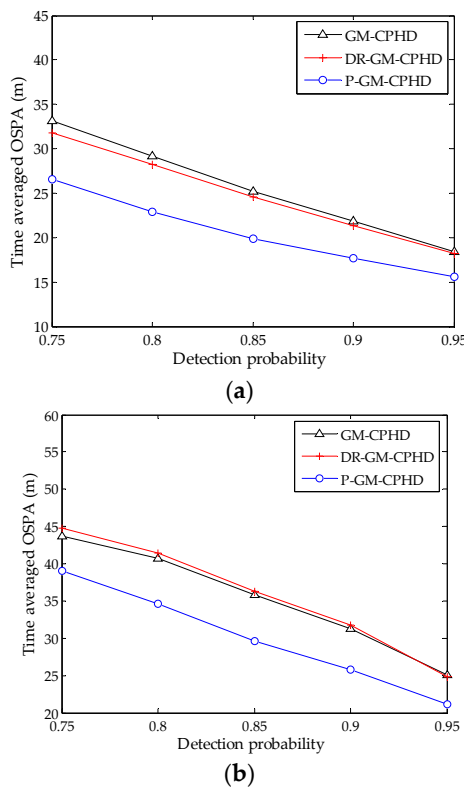 45
40
35
30
25
20
15
10
Time averaged OSPA (m)
GM-CPHD
DR-GM-CPHD
P-GM-CPHD
0.75 0.8 0.85 0.9 0.95
Detection probability
(a)
60
55
50
45
40
35
30
25
20
Time averaged OSPA (m)
GM-CPHD
DR-GM-CPHD
P-GM-CPHD
0.75 0.8 0.85 0.9 0.95
Detection probability
(b)